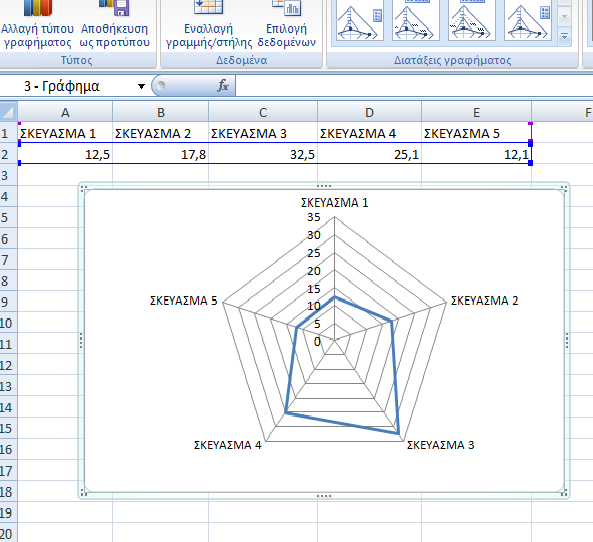 Αλλαγή τύπου Αποθήκευση Εναλλαγή Επιλογή
γραφήματος ως προτύπου γραμμής/στήλης δεδομένων
Τύπος Δεδομένα Διατάξεις γραφήματος
3 - Γράφημα fx
A B C D E F
1 ΣΚΕΥΑΣΜΑ 1 ΣΚΕΥΑΣΜΑ 2 ΣΚΕΥΑΣΜΑ 3 ΣΚΕΥΑΣΜΑ 4 ΣΚΕΥΑΣΜΑ 5
2 12,5 17,8 32,5 25,1 12,1
3
4
5
6
7
8
9
10
11
12
13
14
15
16
17
18
19
20
ΣΚΕΥΑΣΜΑ 1
35
30
25
20
15
10
5
0
ΣΚΕΥΑΣΜΑ 5 ΣΚΕΥΑΣΜΑ 2
ΣΚΕΥΑΣΜΑ 4 ΣΚΕΥΑΣΜΑ 3